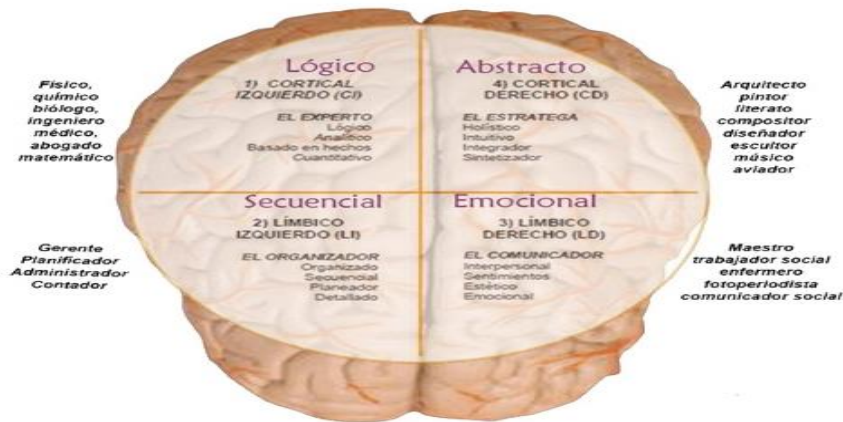 Lógico
1) CORTICAL
IZQUIERDO (CI)
EL EXPERTO
Lógico
Analítico
Basado en hechos
Cuantitativo
Abstracto
4) CORTICAL
DERECHO (CD)
EL ESTRATEGA
Holístico
Intuitivo
Integrador
Sintetizador
Físico,
químico
biólogo,
ingeniero
médico,
abogado
matemático
Arquitecto
pintor
literato
compositor
diseñador
escultor
músico
aviador
Secuencial
2) LÍMBICO
IZQUIERDO (LI)
EL ORGANIZADOR
Organizado
Secuencial
Planeador
Detallado
Emocional
3) LÍMBICO
DERECHO (LD)
EL COMUNICADOR
Interpersonal
Sentimientos
Estético
Emocional
Gerente
Planificador
Administrador
Contador
Maestro
trabajador social
enfermero
fotoperiodista
comunicador social